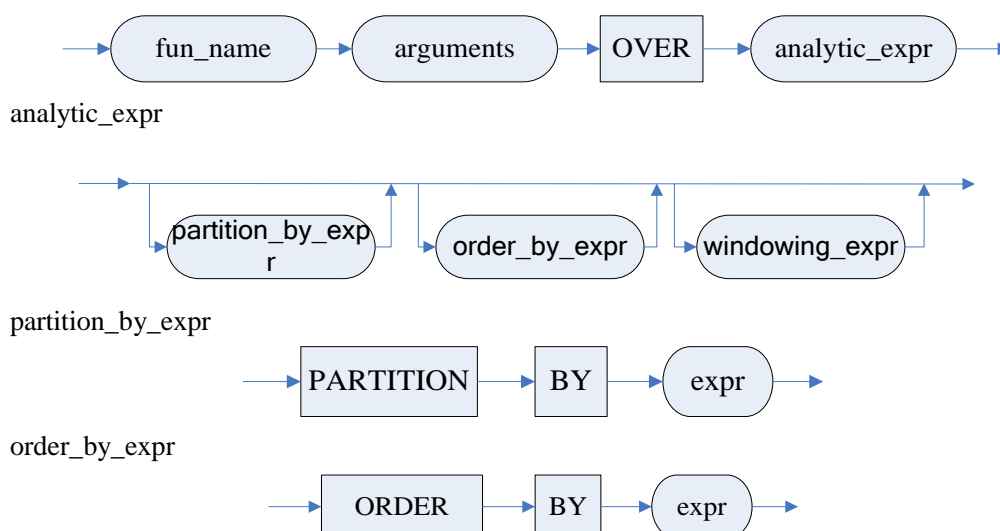 fun_name arguments OVER analytic_expr
analytic_expr
partition_by_exp
r
order_by_expr
windowing_expr
partition_by_expr
PARTITION BY expr
order_by_expr
ORDER BY expr